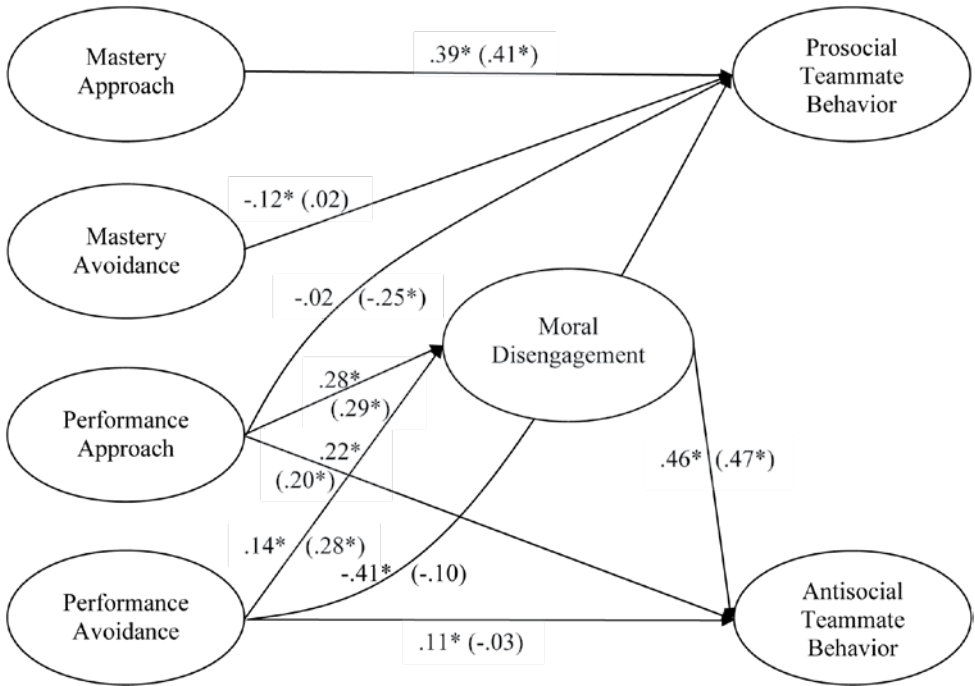 Mastery
Approach
.39* (.41*)
Prosocial
Teammate
Behavior
Mastery
Avoidance
-.12* (.02)
-.02 (-.25*)
Moral
Disengagement
.28*
(.29*)
Performance
Approach
.22*
(.20*)
.46* (.47*)
.14* (.28*)
-.41* (-.10)
Performance
Avoidance
.11* (-.03)
Antisocial
Teammate
Behavior